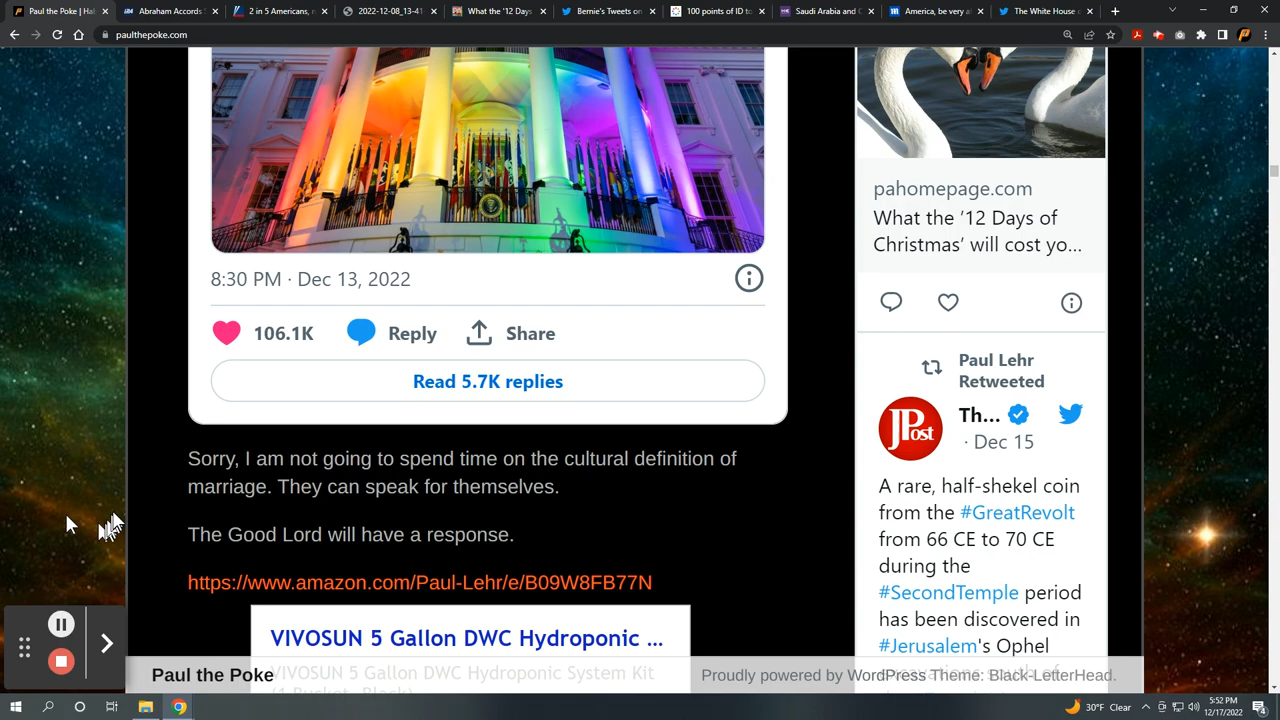 Paul the Poke | Hab
Abraham Accords S
2 in 5 Americans, m
2022-12-08_13-41
What the '12 Days
Bernie's Tweets on
100 points of ID to
Saudi Arabia and C
America, be very af
The White House o
paulthepoke.com
8:30 PM · Dec 13, 2022
106.1K Reply Share
Read 5.7K replies
Sorry, I am not going to spend time on the cultural definition of
marriage. They can speak for themselves.
The Good Lord will have a response.
https://www.amazon.com/Paul-Lehr/e/B09W8FB77N
VIVOSUN 5 Gallon DWC Hydroponic ...
VIVOSUN 5 Gallon DWC Hydroponic System Kit
(1 Bucket, Black)
pahomepage.com
What the '12 Days of
Christmas' will cost yo...
Paul Lehr
Retweeted
JPost
Th...
· Dec 15
A rare, half-shekel coin
from the #GreatRevolt
from 66 CE to 70 CE
during the
#SecondTemple period
has been discovered in
#Jerusalem's Ophel
Paul the Poke
Proudly powered by WordPress Theme: Black-LetterHead.
30°F Clear
5:52 PM
12/17/2022
4